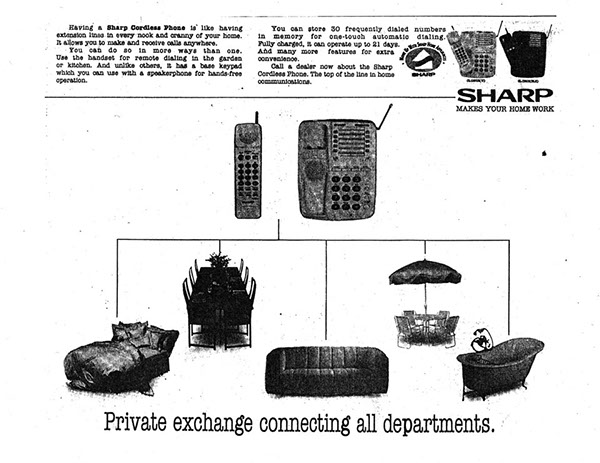 Having a Sharp Cordless Phone is like having
extension lines in every nook and cranny of your home.
It allows you to make and receive calls anywhere.
You can do so in more ways than one.
Use the handset for remote dialing in the garden
or kitchen. And unlike others, it has a base keypad
which you can use with a speakerphone for hands-free
operation.
You can store 30 frequently dialed numbers
in memory for one-touch automatic dialing.
Fully charged, it can operate up to 21 days.
And many more features for extra
convenience.
Call a dealer now about the Sharp
Cordless Phone. The top of the line in home
communications.
SHARP
SHARP
MAKES YOUR HOME WORK
Private exchange connecting all departments.